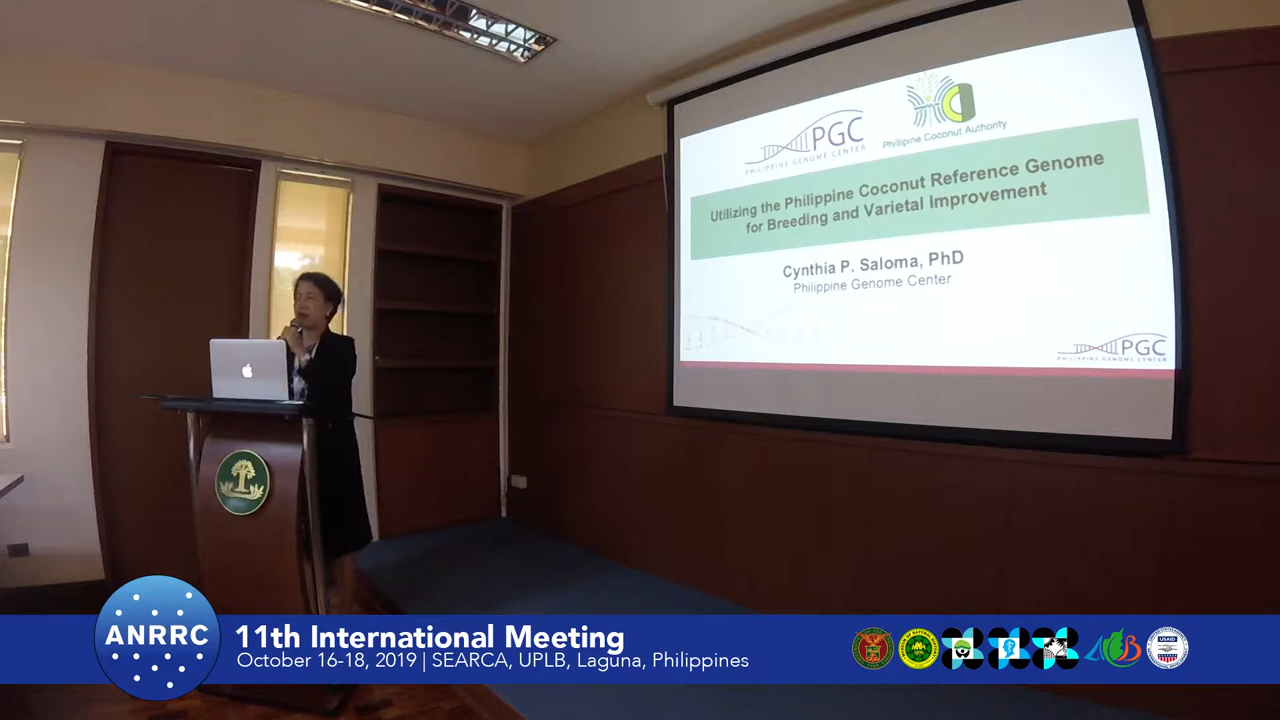 PGC
PHILIPPINE GENOME CENTER
Philippine Coconut Authority
Utilizing the Philippine Coconut Reference Genome
for Breeding and Varietal Improvement
Cynthia P. Saloma, PhD
Philippine Genome Center
PGC
PHILIPPINE GENOME CENTER
ANRRC
11th International Meeting
October 16-18, 2019 | SEARCA, UPLB, Laguna, Philippines
USAID